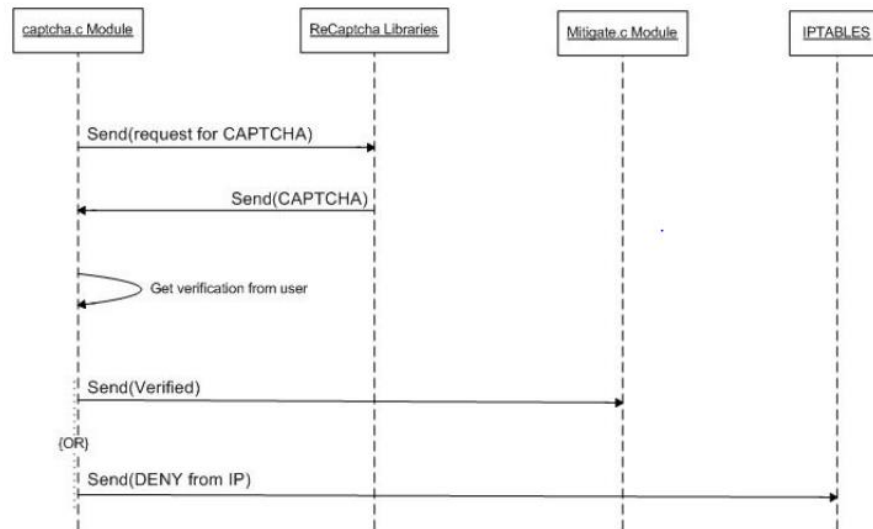 captcha.c Module
ReCaptcha Libraries
Mitigate.c Module
IPTABLES
Send(request for CAPTCHA)
Send(CAPTCHA)
Get verification from user
Send(Verified)
{OR}
Send(DENY from IP)